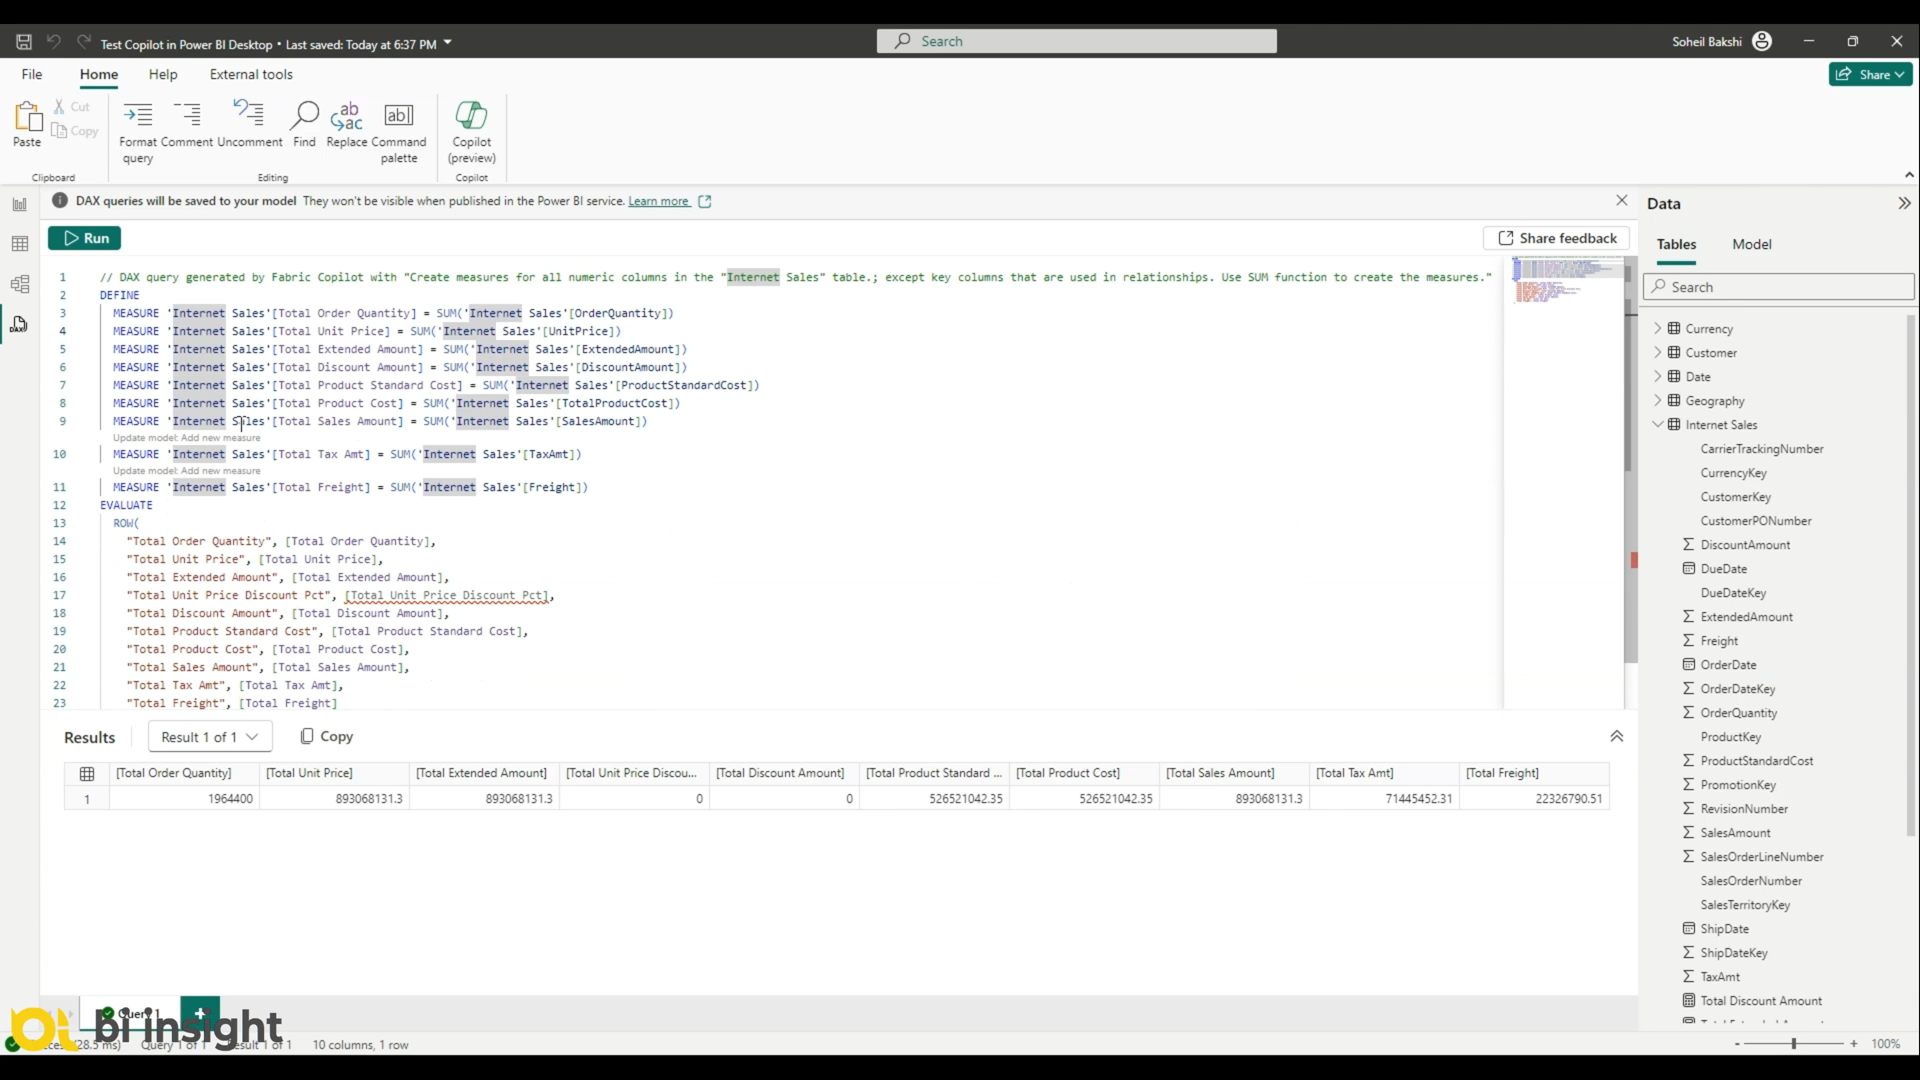 Test Copilot in Power BI Desktop • Last saved: Today at 6:37 PM
Search
Soheil Bakshi
File
Home
Help
External tools
Share
Paste
Cut
Copy
Format query
Comment
Uncomment
Find
Replace
Command palette
Copilot (preview)
Clipboard
Editing
Copilot
DAX queries will be saved to your model They won't be visible when published in the Power BI service. Learn more
Run
Share feedback
1 // DAX query generated by Fabric Copilot with "Create measures for all numeric columns in the "Internet Sales" table.; except key columns that are used in relationships. Use SUM function to create the measures."
2 DEFINE
3 MEASURE 'Internet Sales'[Total Order Quantity] = SUM('Internet Sales'[OrderQuantity])
4 MEASURE 'Internet Sales'[Total Unit Price] = SUM('Internet Sales'[UnitPrice])
5 MEASURE 'Internet Sales'[Total Extended Amount] = SUM('Internet Sales'[ExtendedAmount])
6 MEASURE 'Internet Sales'[Total Discount Amount] = SUM('Internet Sales'[DiscountAmount])
7 MEASURE 'Internet Sales'[Total Product Standard Cost] = SUM('Internet Sales'[ProductStandardCost])
8 MEASURE 'Internet Sales'[Total Product Cost] = SUM('Internet Sales'[TotalProductCost])
9 MEASURE 'Internet Sales'[Total Sales Amount] = SUM('Internet Sales'[SalesAmount])
Update model: Add new measure
10 MEASURE 'Internet Sales'[Total Tax Amt] = SUM('Internet Sales'[TaxAmt])
Update model: Add new measure
11 MEASURE 'Internet Sales'[Total Freight] = SUM('Internet Sales'[Freight])
12 EVALUATE
13 ROW(
14 "Total Order Quantity", [Total Order Quantity],
15 "Total Unit Price", [Total Unit Price],
16 "Total Extended Amount", [Total Extended Amount],
17 "Total Unit Price Discount Pct", [Total Unit Price Discount Pct],
18 "Total Discount Amount", [Total Discount Amount],
19 "Total Product Standard Cost", [Total Product Standard Cost],
20 "Total Product Cost", [Total Product Cost],
21 "Total Sales Amount", [Total Sales Amount],
22 "Total Tax Amt", [Total Tax Amt],
23 "Total Freight", [Total Freight]
Results
Result 1 of 1
Copy
[Total Order Quantity] [Total Unit Price] [Total Extended Amount] [Total Unit Price Discou... [Total Discount Amount] [Total Product Standard ... [Total Product Cost] [Total Sales Amount] [Total Tax Amt] [Total Freight]
1 1964400 893068131.3 893068131.3 0 0 526521042.35 526521042.35 893068131.3 71445452.31 22326790.51
Query 1
bi insight
Query 1 of 1
10 columns, 1 row
100%
Data
Tables
Model
Search
Currency
Customer
Date
Geography
Internet Sales
CarrierTrackingNumber
CurrencyKey
CustomerKey
CustomerPONumber
DiscountAmount
DueDate
DueDateKey
ExtendedAmount
Freight
OrderDate
OrderDateKey
OrderQuantity
ProductKey
ProductStandardCost
PromotionKey
RevisionNumber
SalesAmount
SalesOrderLineNumber
SalesOrderNumber
SalesTerritoryKey
ShipDate
ShipDateKey
TaxAmt
Total Discount Amount